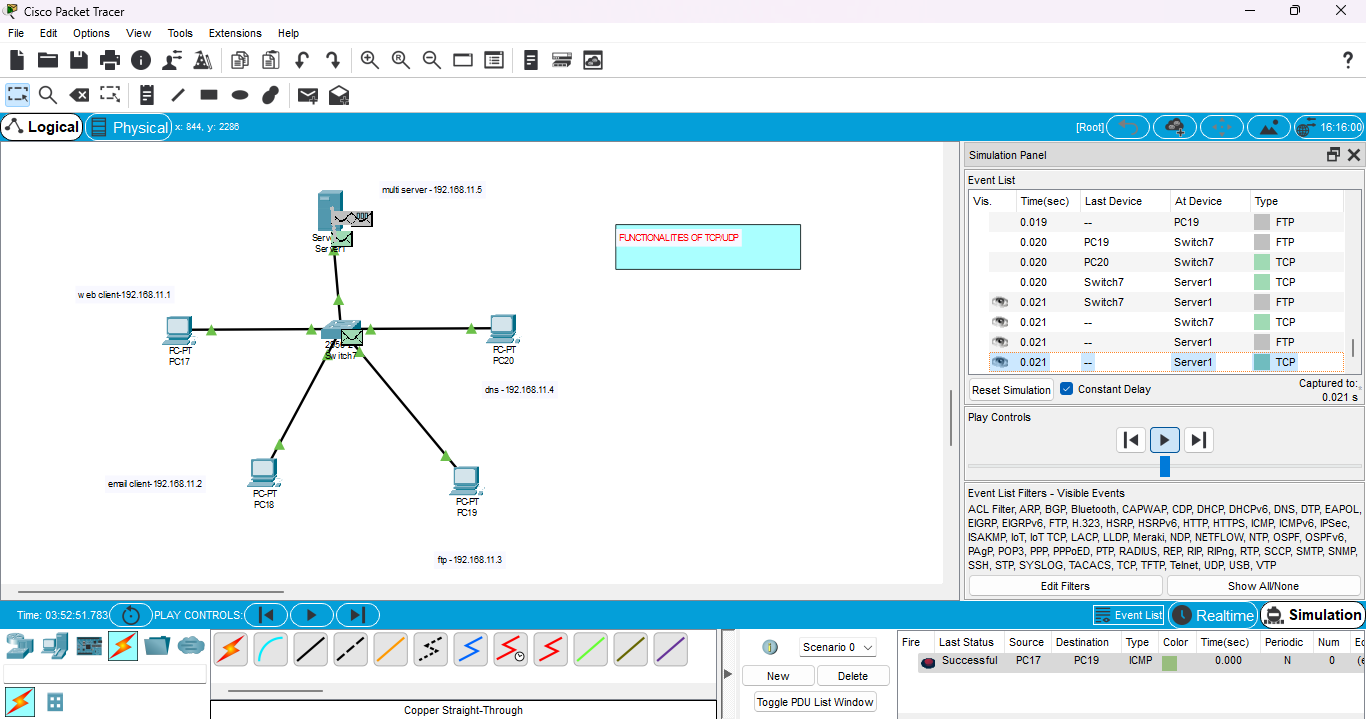 Cisco Packet Tracer
File Edit Options View Tools Extensions Help
Logical Physical x: 844, y: 2286 [Root] 16:16:00
multi server - 192.168.11.5
Server1
FUNCTIONALITIES OF TCP/UDP
web client-192.168.11.1
PC-PT
PC17
Switch7
PC-PT
PC20
dns - 192.168.11.4
email client- 192.168.11.2
PC-PT
PC18
PC-PT
PC19
ftp - 192.168.11.3
Simulation Panel
Event List
Vis. Time(sec) Last Device At Device Type
0.019 -- PC19 FTP
0.020 PC19 Switch7 FTP
0.020 PC20 Switch7 TCP
0.020 Switch7 Server1 TCP
0.021 Switch7 Server1 FTP
0.021 -- Switch7 TCP
0.021 -- Server1 FTP
0.021 -- Server1 TCP
Reset Simulation Constant Delay Captured to:
0.021 s
Play Controls
Event List Filters - Visible Events
ACL Filter, ARP, BGP, Bluetooth, CAPWAP, CDP, DHCP, DHCPv6, DNS, DTP, EAPOL,
EIGRP, EIGRPv6, FTP, H.323, HSRP, HSRPv6, HTTP, HTTPS, ICMP, ICMPv6, IPSec,
ISAKMP, IoT, IoT TCP, LACP, LLDP, Meraki, NDP, NETFLOW, NTP, OSPF, OSPFv6,
PAgP, POP3, PPP, PPPoED, PTP, RADIUS, REP, RIP, RIPng, RTP, SCCP, SMTP, SNMP,
SSH, STP, SYSLOG, TACACS, TCP, TFTP, Telnet, UDP, USB, VTP
Edit Filters Show All/None
Time: 03:52:51.783 PLAY CONTROLS: Event List Realtime Simulation
Scenario 0
New Delete
Toggle PDU List Window
Fire Last Status Source Destination Type Color Time(sec) Periodic Num
Successful PC17 PC19 ICMP 0.000 N 0
Copper Straight-Through